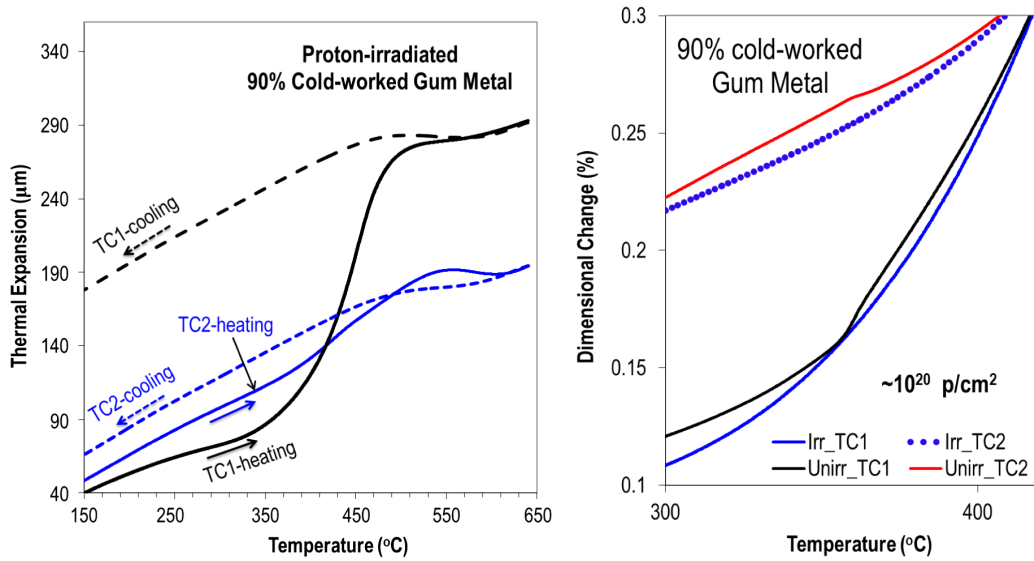 Proton-irradiated
90% Cold-worked Gum Metal
Thermal Expansion (μm)
360
340
290
240
190
140
90
40
TC1-cooling
TC2-heating
TC2-cooling
TC1-heating
150
250
350
450
550
650
Temperature (°C)
90% cold-worked
Gum Metal
Dimensional Change (%)
0.3
0.25
0.2
0.15
0.1
~10²⁰ p/cm²
Irr_TC1
Irr_TC2
Unirr_TC1
Unirr_TC2
300
400
Temperature (°C)